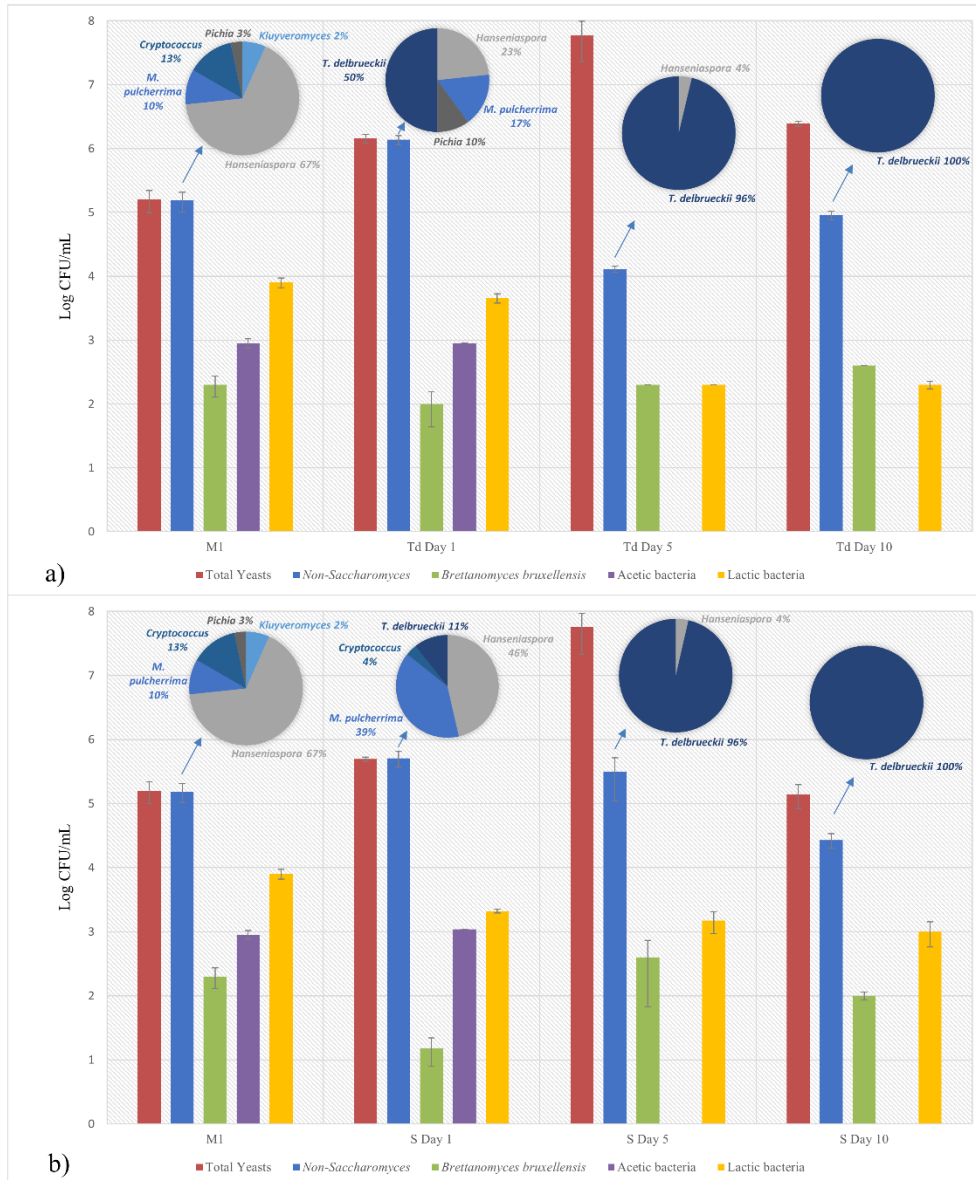 8
7
6
5
4
3
2
1
0
Log CFU/mL
Pichia 3%
Kluyveromyces 2%
Cryptococcus
13%
M.
pulcherrima
10%
Hanseniaspora 67%
Hanseniaspora
23%
T. delbrueckii
50%
M. pulcherrima
17%
Pichia 10%
Hanseniaspora 4%
T. delbrueckii 96%
T. delbrueckii 100%
M1
Td Day 1
Td Day 5
Td Day 10
a)
Total Yeasts
Non-Saccharomyces
Brettanomyces bruxellensis
Acetic bacteria
Lactic bacteria
8
7
6
5
4
3
2
1
0
Log CFU/mL
Pichia 3%
Kluyveromyces 2%
Cryptococcus
13%
M.
pulcherrima
10%
Hanseniaspora 67%
T. delbrueckii 11%
Hanseniaspora
46%
Cryptococcus
4%
M. pulcherrima
39%
Hanseniaspora 4%
T. delbrueckii 96%
T. delbrueckii 100%
M1
S Day 1
S Day 5
S Day 10
b)
Total Yeasts
Non-Saccharomyces
Brettanomyces bruxellensis
Acetic bacteria
Lactic bacteria